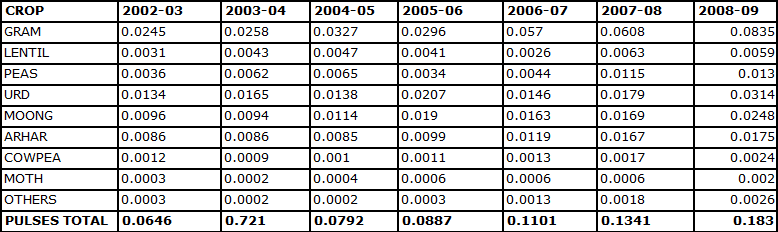 CROP 2002-03 2003-04 2004-05 2005-06 2006-07 2007-08 2008-09
GRAM 0.0245 0.0258 0.0327 0.0296 0.057 0.0608 0.0835
LENTIL 0.0031 0.0043 0.0047 0.0041 0.0026 0.0063 0.0059
PEAS 0.0036 0.0062 0.0065 0.0034 0.0044 0.0115 0.013
URD 0.0134 0.0165 0.0138 0.0207 0.0146 0.0179 0.0314
MOONG 0.0096 0.0094 0.0114 0.019 0.0163 0.0169 0.0248
ARHAR 0.0086 0.0086 0.0085 0.0099 0.0119 0.0167 0.0175
COWPEA 0.0012 0.0009 0.001 0.0011 0.0013 0.0017 0.0024
MOTH 0.0003 0.0002 0.0004 0.0006 0.0006 0.0006 0.002
OTHERS 0.0003 0.0002 0.0002 0.0003 0.0013 0.0018 0.0026
PULSES TOTAL 0.0646 0.721 0.0792 0.0887 0.1101 0.1341 0.183